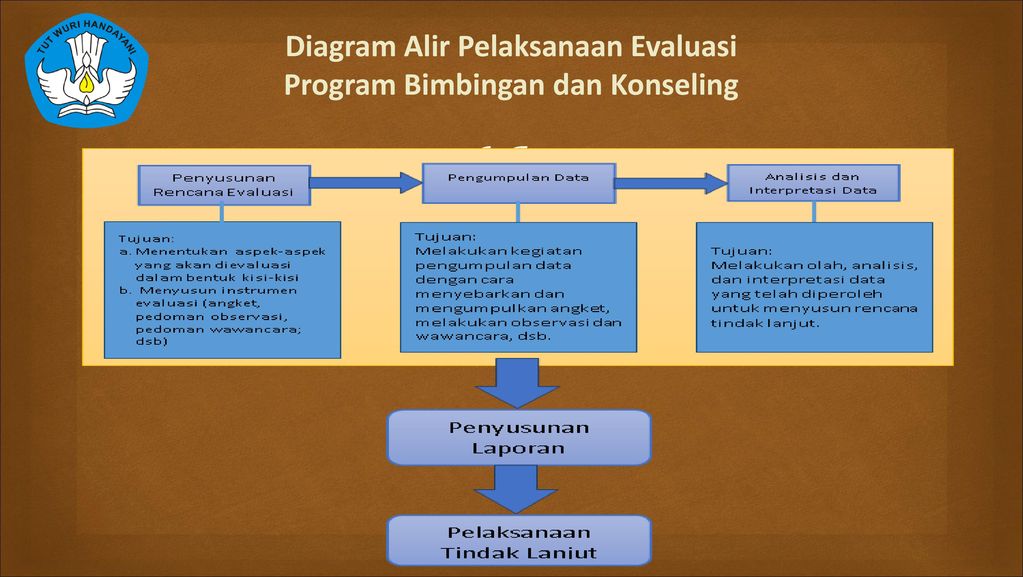 TUT WURI HANDAYANI
Diagram Alir Pelaksanaan Evaluasi
Program Bimbingan dan Konseling
Penyusunan
Rencana Evaluasi
Pengumpulan Data
Analisis dan
Interpretasi Data
Tujuan:
a. Menentukan aspek-aspek
yang akan dievaluasi
dalam bentuk kisi-kisi
b. Menyusun instrumen
evaluasi (angket,
pedoman observasi,
pedoman wawancara;
dsb)
Tujuan:
Melakukan kegiatan
pengumpulan data
dengan cara
menyebarkan dan
mengumpulkan angket,
melakukan observasi dan
wawancara, dsb.
Tujuan:
Melakukan olah, analisis,
dan interpretasi data
yang telah diperoleh
untuk menyusun rencana
tindak lanjut.
Penyusunan
Laporan
Pelaksanaan
Tindak Lanjut